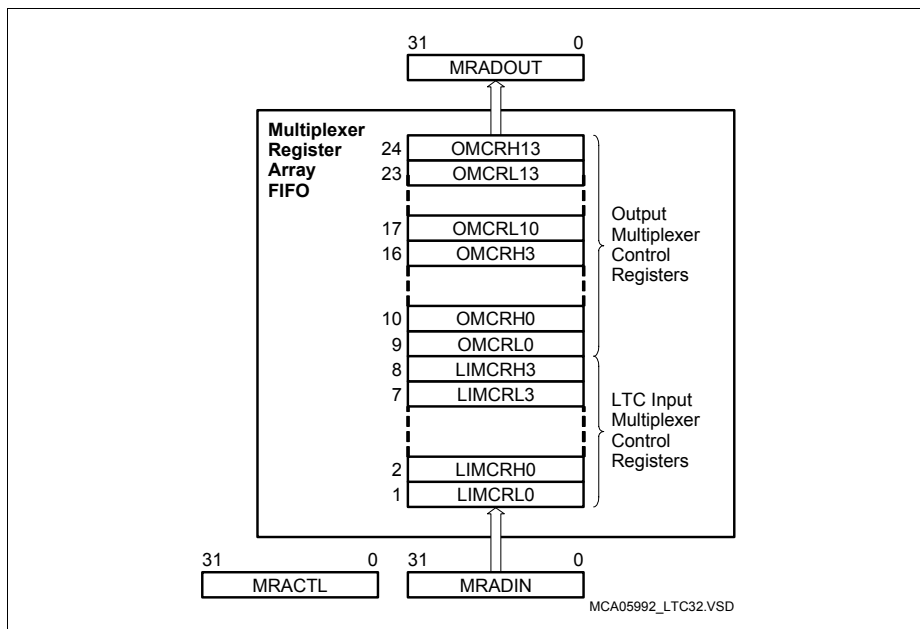 31 0
MRADOUT
Multiplexer
Register
Array
FIFO
24 OMCRH13
23 OMCRL13
17 OMCRL10
16 OMCRH3
10 OMCRH0
9 OMCRL0
8 LIMCRH3
7 LIMCRL3
2 LIMCRH0
1 LIMCRL0
Output
Multiplexer
Control
Registers
LTC Input
Multiplexer
Control
Registers
31 0
MRACTL
31 0
MRADIN
MCA05992_LTC32.VSD